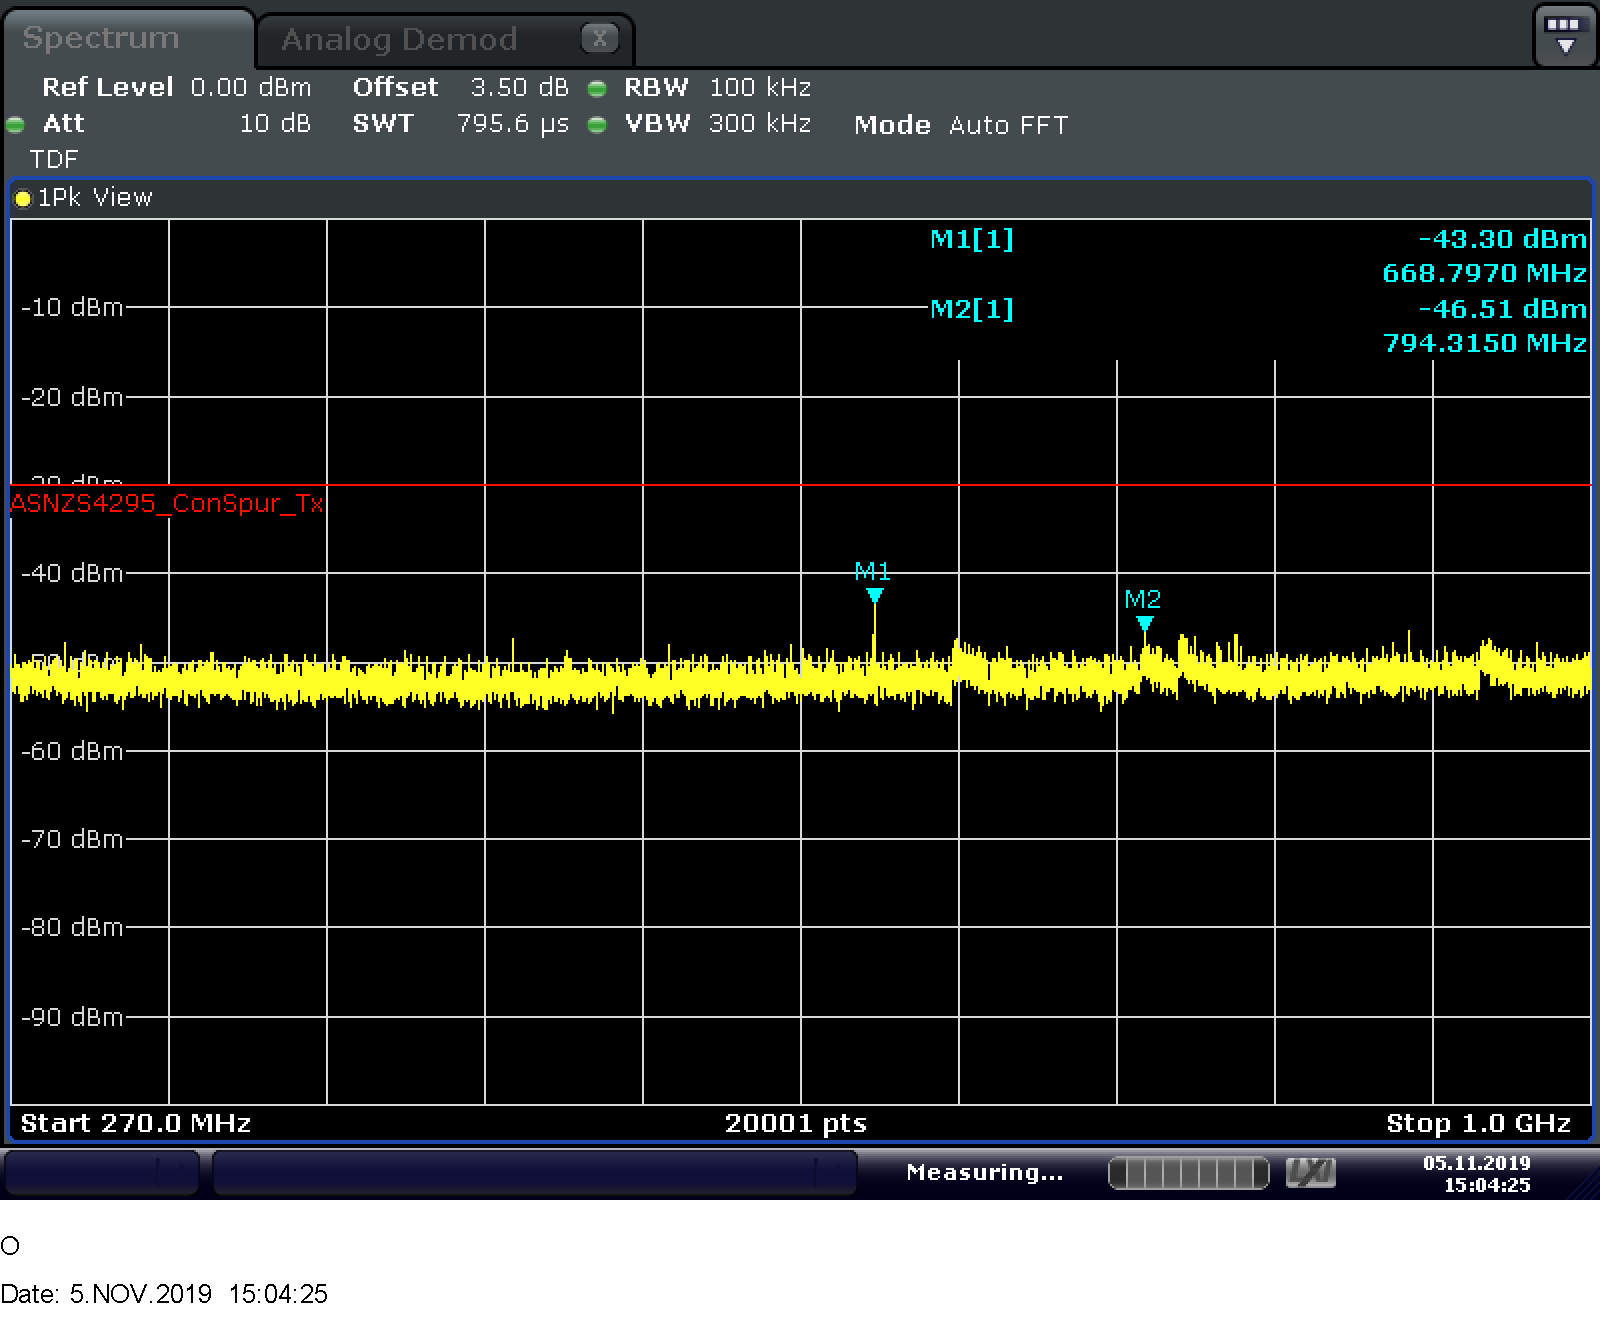 Spectrum
Analog Demod
X
Ref Level 0.00 dBm Offset 3.50 dB RBW 100 kHz
Att 10 dB SWT 795.6 µs VBW 300 kHz Mode Auto FFT
TDF
1Pk View
M1[1] -43.30 dBm
668.7970 MHz
-10 dBm
M2[1] -46.51 dBm
794.3150 MHz
-20 dBm
-30 dBm
ASNZS4295_ConSpur_Tx
-40 dBm
M1
M2
-50 dBm
-60 dBm
-70 dBm
-80 dBm
-90 dBm
Start 270.0 MHz 20001 pts Stop 1.0 GHz
Measuring... LXI 05.11.2019
15:04:25
O
Date: 5.NOV.2019 15:04:25